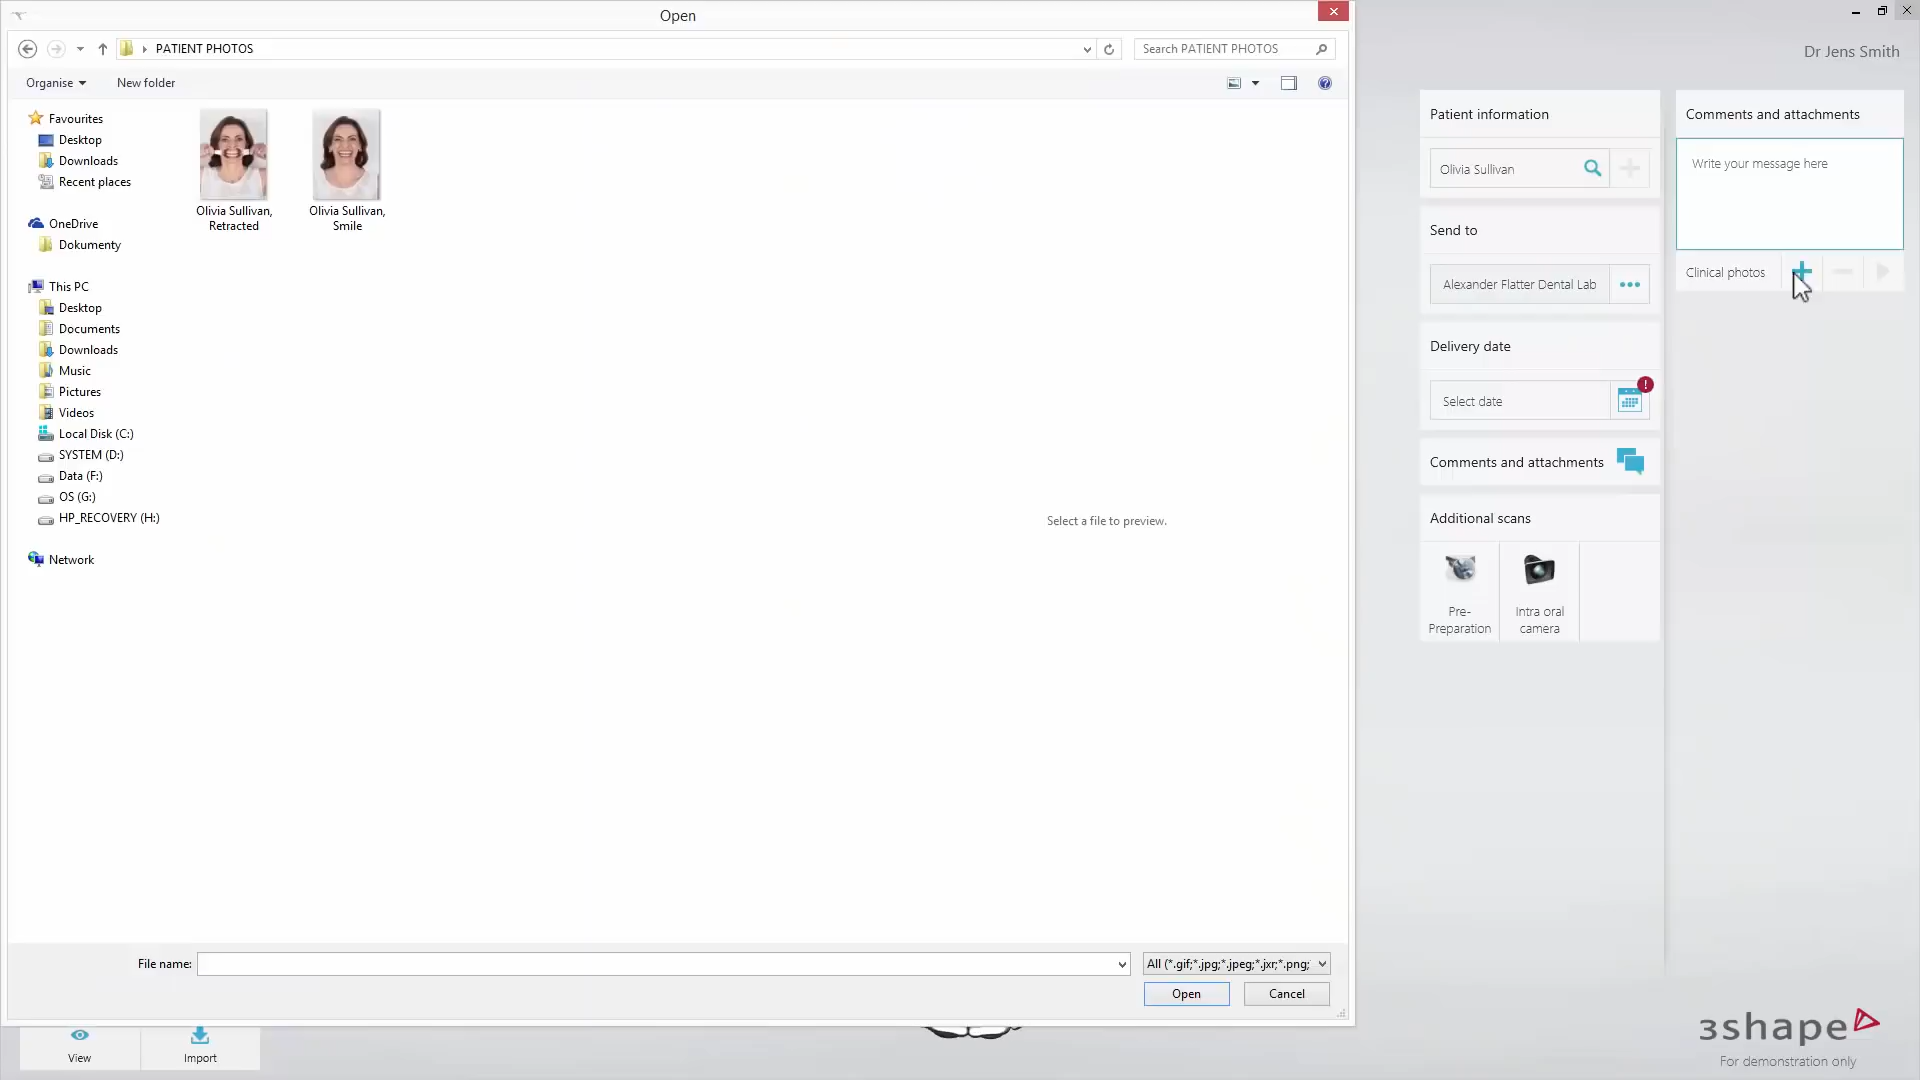 Open
PATIENT PHOTOS
Search PATIENT PHOTOS
Organise
New folder
Favourites
Desktop
Downloads
Recent places
OneDrive
Dokumenty
This PC
Desktop
Documents
Downloads
Music
Pictures
Videos
Local Disk (C:)
SYSTEM (D:)
Data (F:)
OS (G:)
HP_RECOVERY (H:)
Network
Olivia Sullivan,
Retracted
Olivia Sullivan,
Smile
Select a file to preview.
File name:
All (*.gif;*.jpg;*.jpeg;*.jxr;*.png;
Open
Cancel
View
Import
Dr Jens Smith
Patient information
Olivia Sullivan
Send to
Alexander Flatter Dental Lab
Delivery date
Select date
!
Comments and attachments
Additional scans
Pre-
Preparation
Intra oral
camera
Comments and attachments
Write your message here
Clinical photos
3shape
For demonstration only